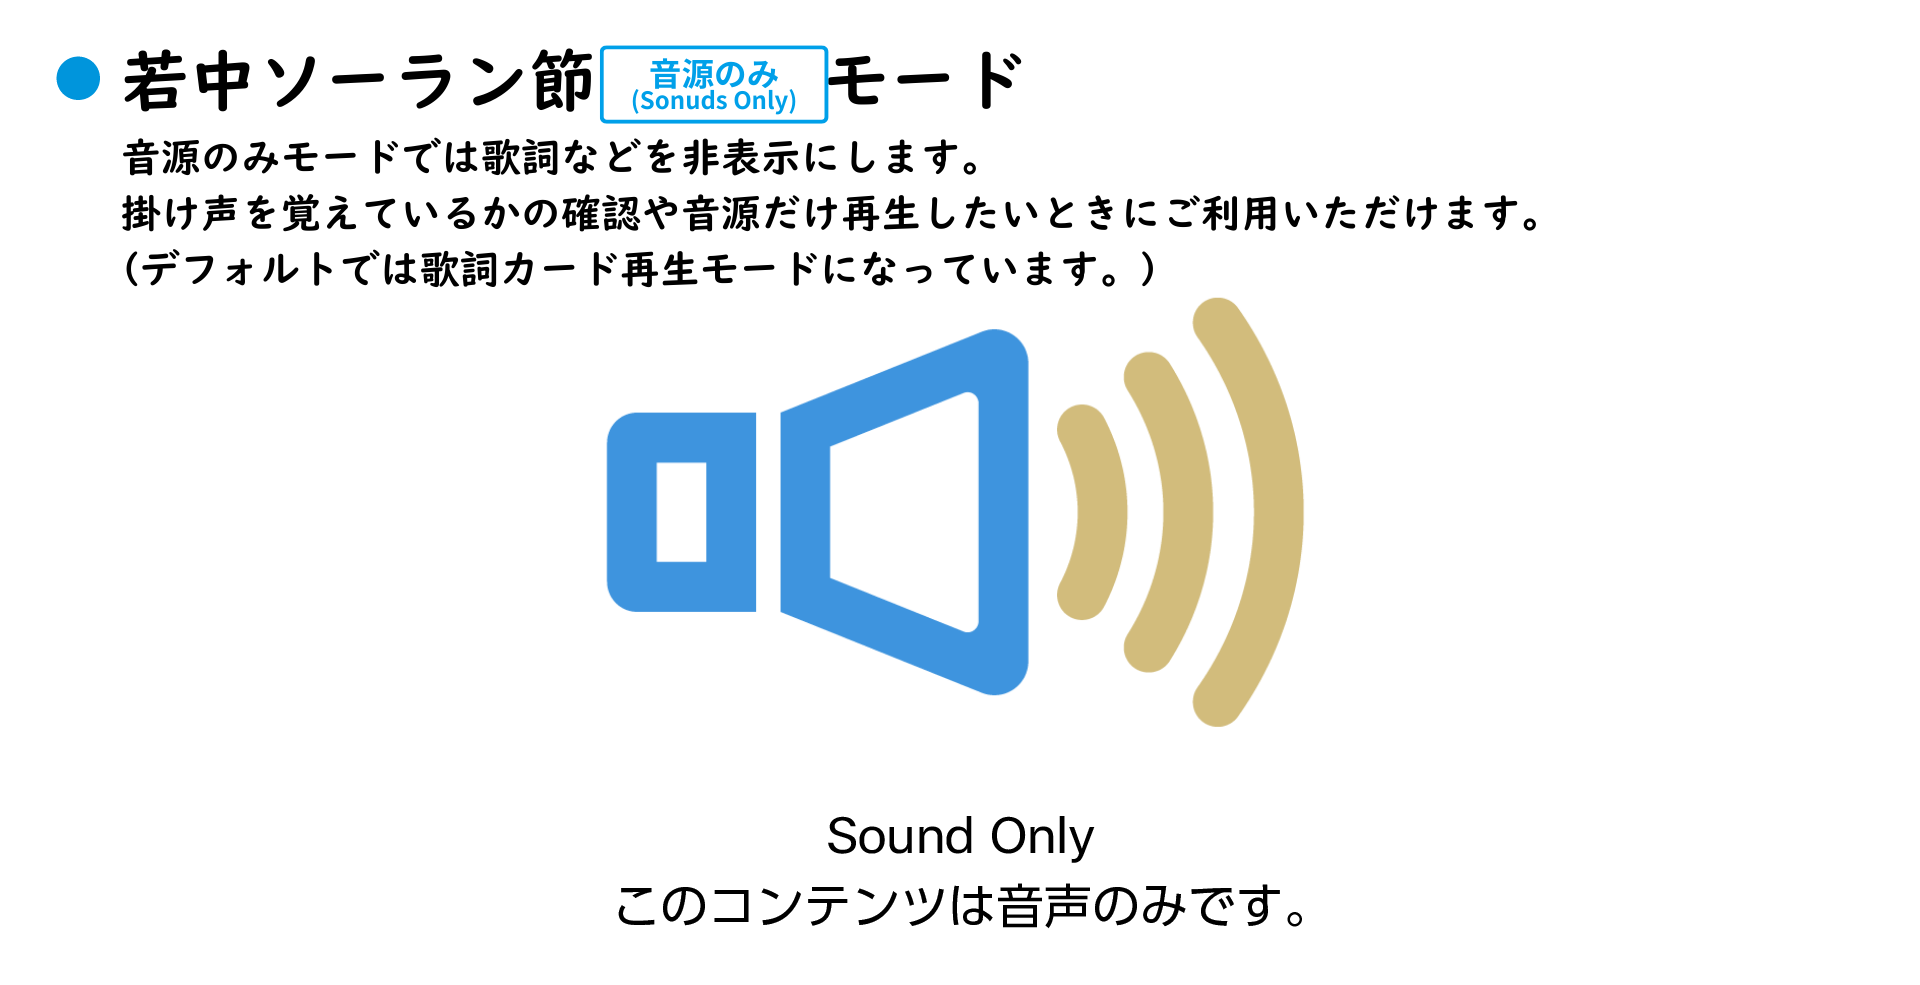 ● 若中ソーラン節 音源のみ (Sonuds Only) モード
音源のみモードでは歌詞などを非表示にします。
掛け声を覚えているかの確認や音源だけ再生したいときにご利用いただけます。
(デフォルトでは歌詞カード再生モードになっています。)
Sound Only
このコンテンツは音声のみです。